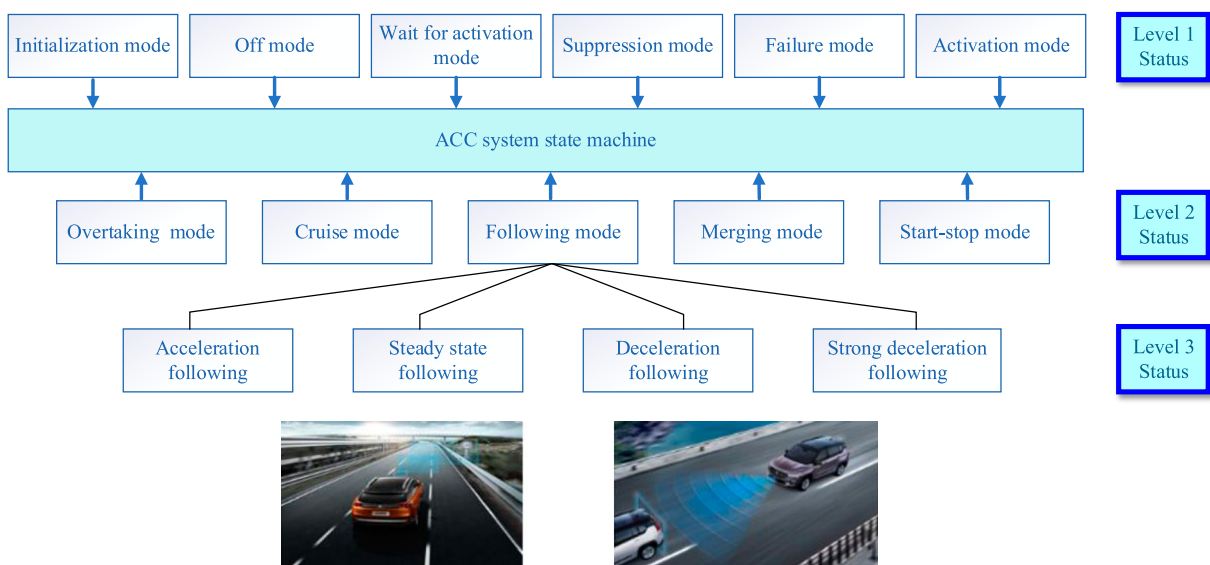 Initialization mode
Off mode
Wait for activation
mode
Suppression mode
Failure mode
Activation mode
Level 1
Status
ACC system state machine
Overtaking mode
Cruise mode
Following mode
Merging mode
Start-stop mode
Level 2
Status
Acceleration
following
Steady state
following
Deceleration
following
Strong deceleration
following
Level 3
Status